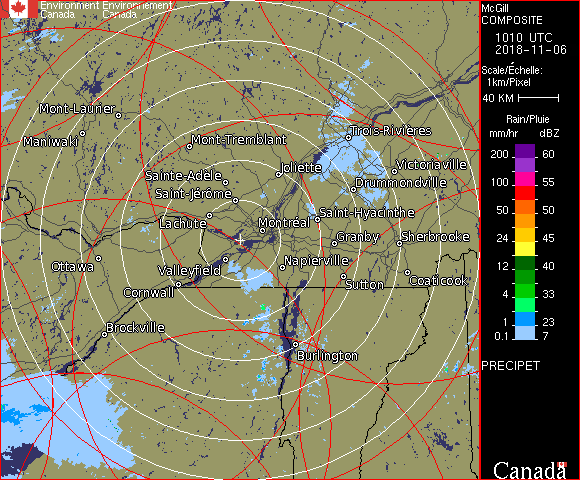 Environment Environnement
Canada Canada
McGill
COMPOSITE
1010 UTC
2018-11-06
Scale/Échelle:
1km/Pixel
40 KM
Rain/Pluie
mm/hr dBZ
200 60
100 55
50 50
24 45
12 40
4 33
1 23
0.1 7
PRECIPET
Canada
Mont-Laurier
Maniwaki
Mont-Tremblant
Trois-Rivières
Sainte-Adèle
Joliette
Victoriaville
Saint-Jérôme
Drummondville
Lachute
Montréal
Saint-Hyacinthe
Granby
Sherbrooke
Ottawa
Valleyfield
Napierville
Cornwall
Sutton
Coaticook
Brockville
Burlington